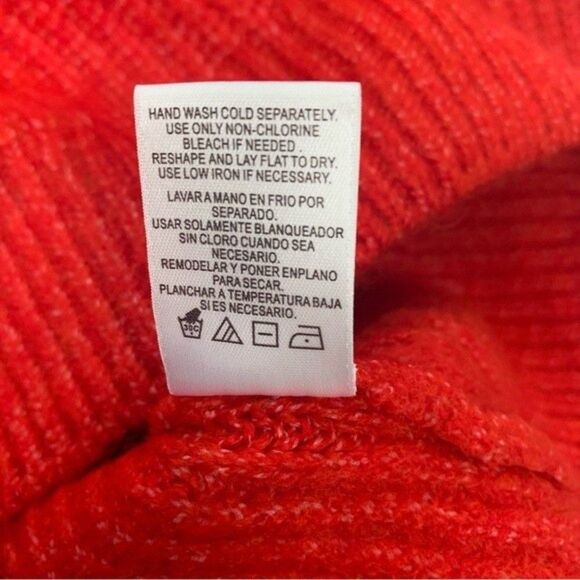 HAND WASH COLD SEPARATELY.
USE ONLY NON-CHLORINE
BLEACH IF NEEDED .
RESHAPE AND LAY FLAT TO DRY.
USE LOW IRON IF NECESSARY.
LAVAR A MANO EN FRIO POR
SEPARADO.
USAR SOLAMENTE BLANQUEADOR
SIN CLORO CUANDO SEA
NECESARIO.
REMODELAR Y PONER ENPLANO
PARA SECAR.
PLANCHAR A TEMPERATURA BAJA
SI ES NECESARIO.
30C